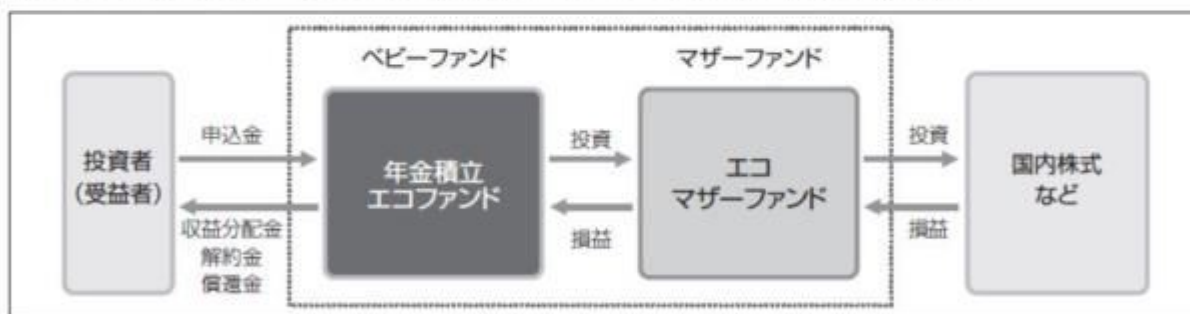 ベビーファンド
マザーファンド
投資者
（受益者）
申込金
収益分配金
解約金
償還金
年金積立
エコファンド
投資
損益
エコ
マザーファンド
投資
損益
国内株式
など